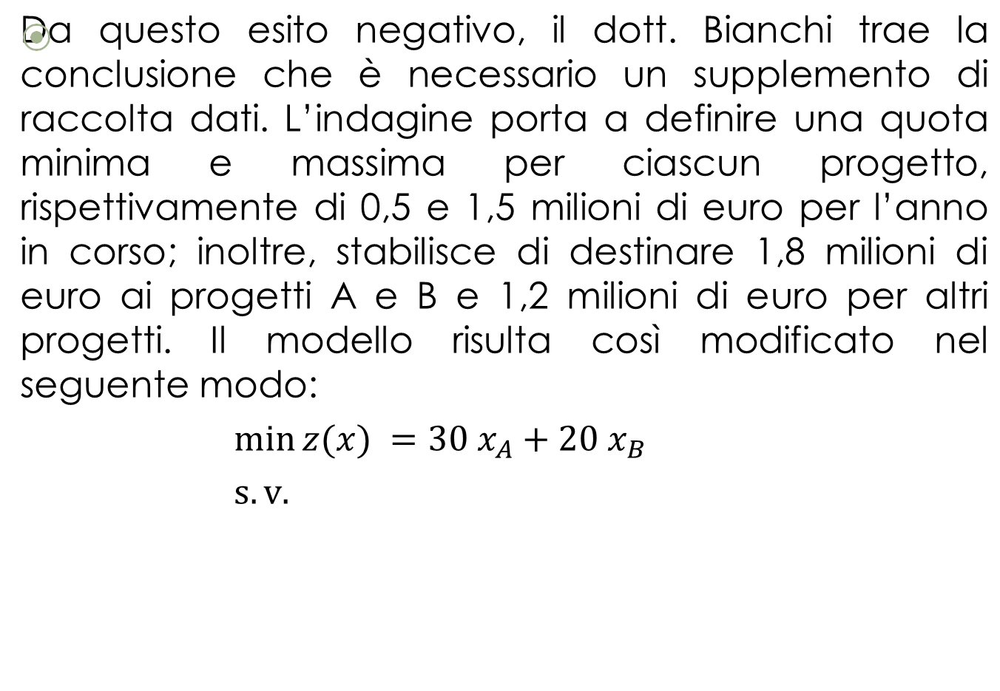 Da questo esito negativo, il dott. Bianchi trae la
conclusione che è necessario un supplemento di
raccolta dati. L’indagine porta a definire una quota
minima e massima per ciascun progetto,
rispettivamente di 0,5 e 1,5 milioni di euro per l’anno
in corso; inoltre, stabilisce di destinare 1,8 milioni di
euro ai progetti A e B e 1,2 milioni di euro per altri
progetti. Il modello risulta così modificato nel
seguente modo:
min z(x) = 30 x_A + 20 x_B
s. v.